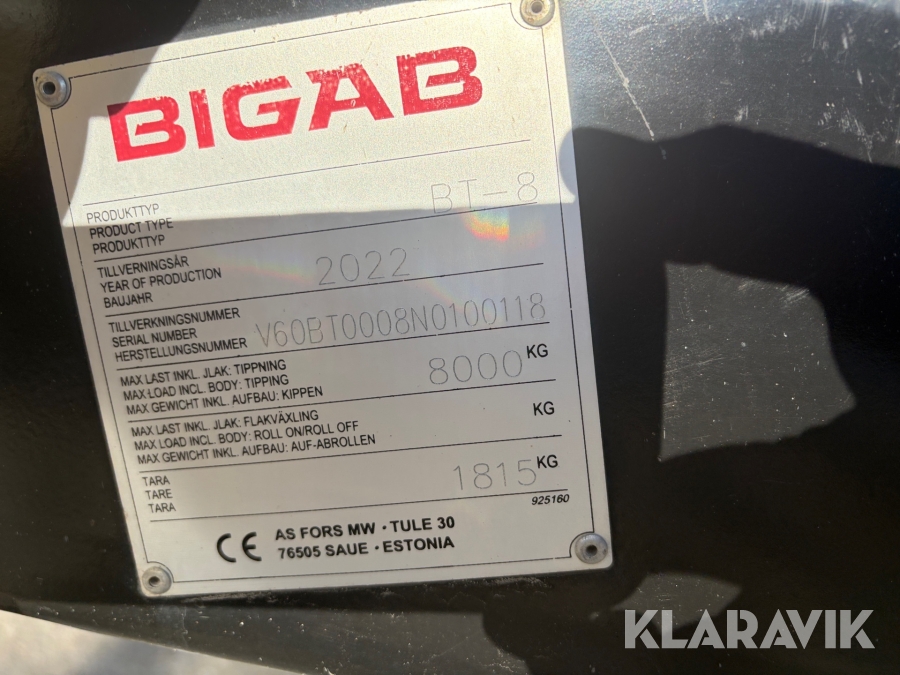 BIGAB
PRODUKTTYP
PRODUCT TYPE
PRODUKTTYP
BT-8
TILLVERNINGSÅR
YEAR OF PRODUCTION
BAUJAHR
2022
TILLVERKNINGSNUMMER
SERIAL NUMBER
HERSTELLUNGSNUMMER
V60BT0008N0100118
MAX LAST INKL. JLAK: TIPPNING
MAX LOAD INCL. BODY: TIPPING
MAX GEWICHT INKL. AUFBAU: KIPPEN
8000 KG
MAX LAST INKL. JLAK: FLAKVÄXLING
MAX LOAD INCL. BODY: ROLL ON/ROLL OFF
MAX GEWICHT INKL. AUFBAU: AUF-ABROLLEN
KG
TARA
TARE
TARA
1815 KG
925160
CE AS FORS MW · TULE 30
76505 SAUE · ESTONIA
KLARAVIK